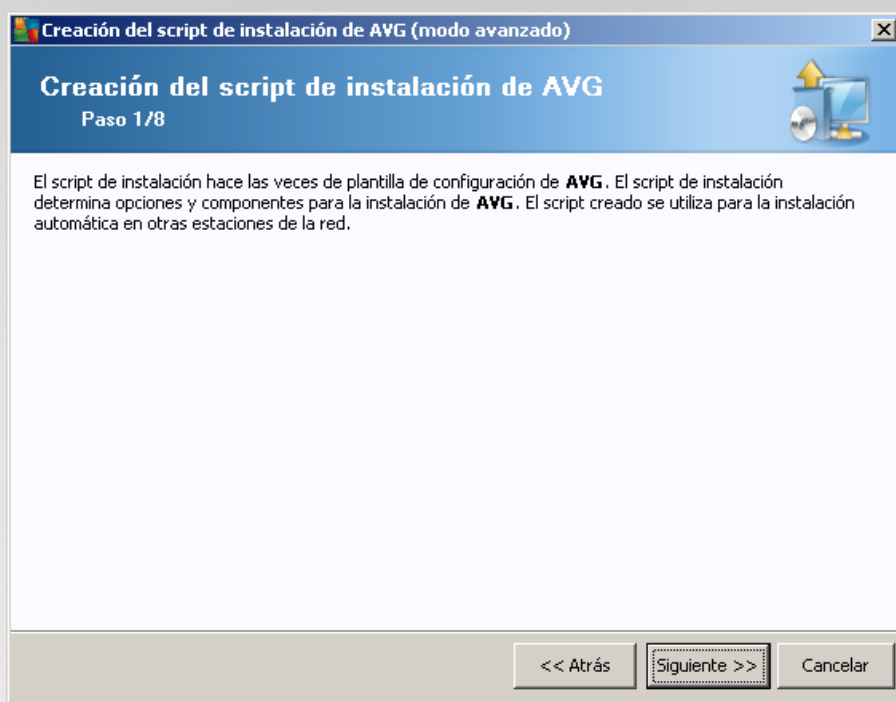 Creación del script de instalación de AVG (modo avanzado)
Creación del script de instalación de AVG
Paso 1/8
El script de instalación hace las veces de plantilla de configuración de AVG. El script de instalación
determina opciones y componentes para la instalación de AVG. El script creado se utiliza para la instalación
automática en otras estaciones de la red.
<< Atrás
Siguiente >>
Cancelar